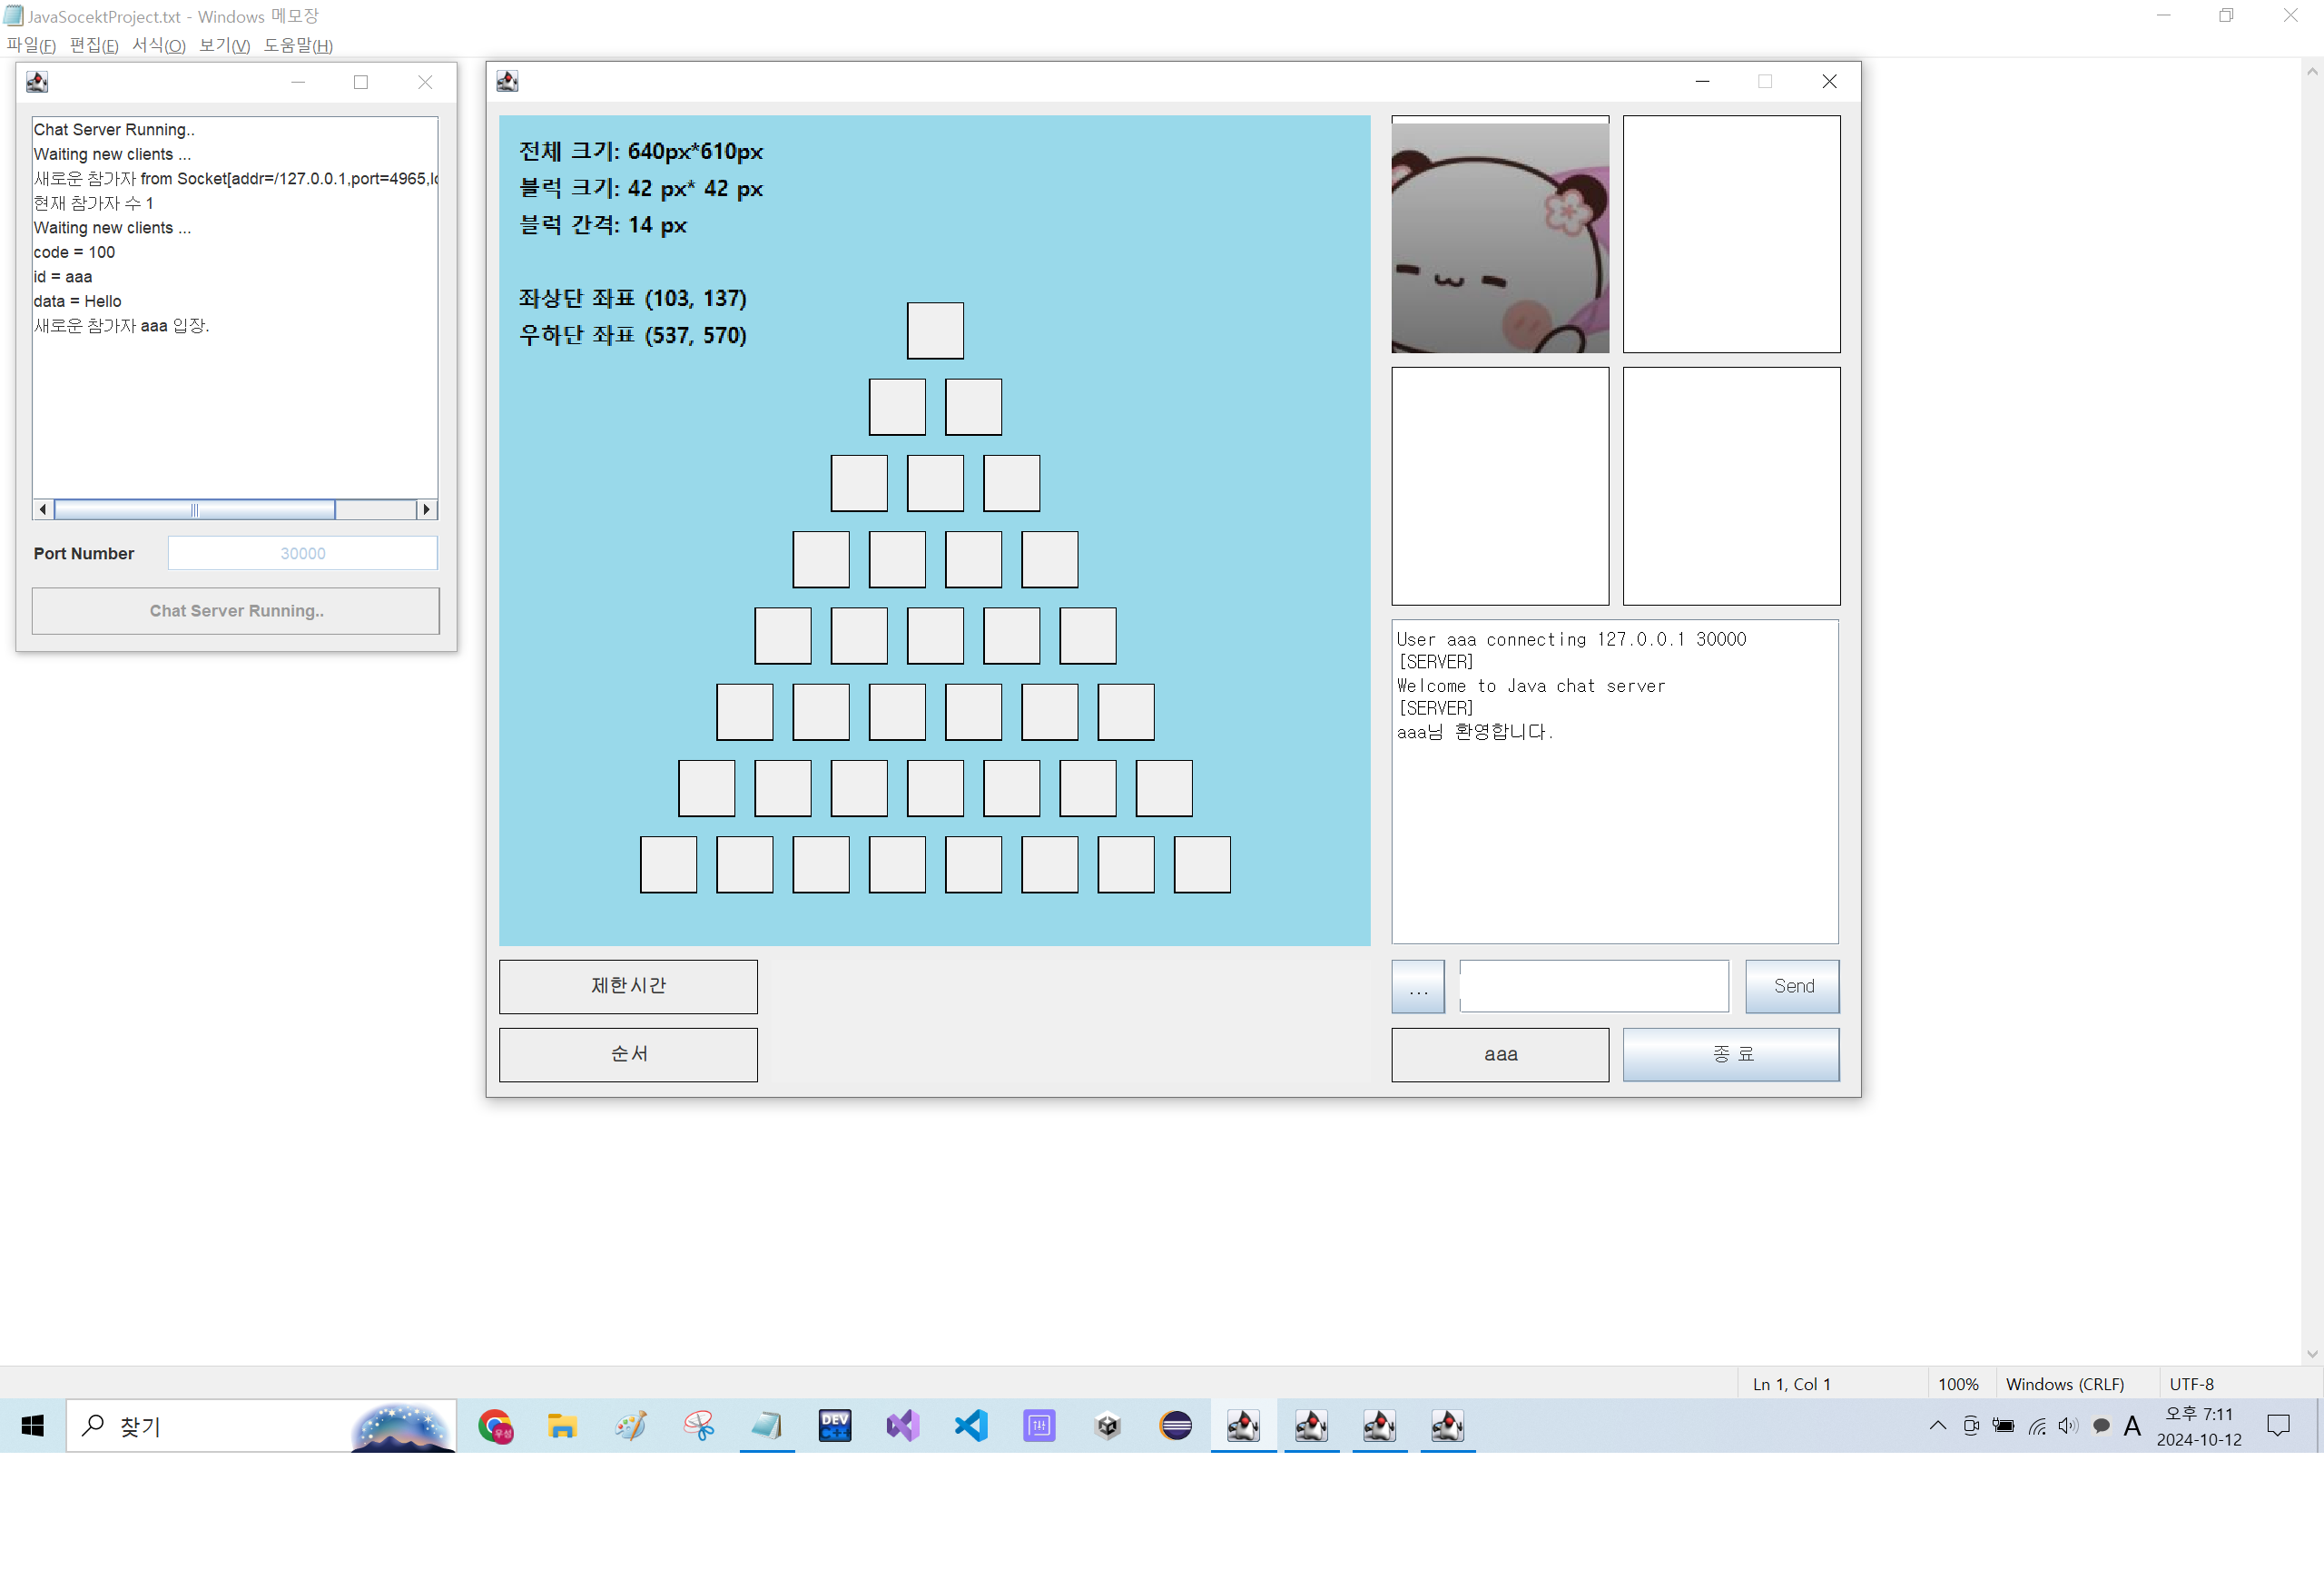 JavaSocektProject.txt - Windows 메모장
파일(F) 편집(E) 서식(O) 보기(V) 도움말(H)
Chat Server Running..
Waiting new clients ...
새로운 참가자 from Socket[addr=/127.0.0.1,port=4965,lo
현재 참가자 수 1
Waiting new clients ...
code = 100
id = aaa
data = Hello
새로운 참가자 aaa 입장.
Port Number 30000
Chat Server Running..
전체 크기: 640px*610px
블럭 크기: 42 px* 42 px
블럭 간격: 14 px
좌상단 좌표 (103, 137)
우하단 좌표 (537, 570)
User aaa connecting 127.0.0.1 30000
[SERVER]
Welcome to Java chat server
[SERVER]
aaa님 환영합니다.
제한시간
... Send
순서
aaa 종 료
Ln 1, Col 1 100% Windows (CRLF) UTF-8
찾기
우성
DEV
C++
A
오후 7:11
2024-10-12